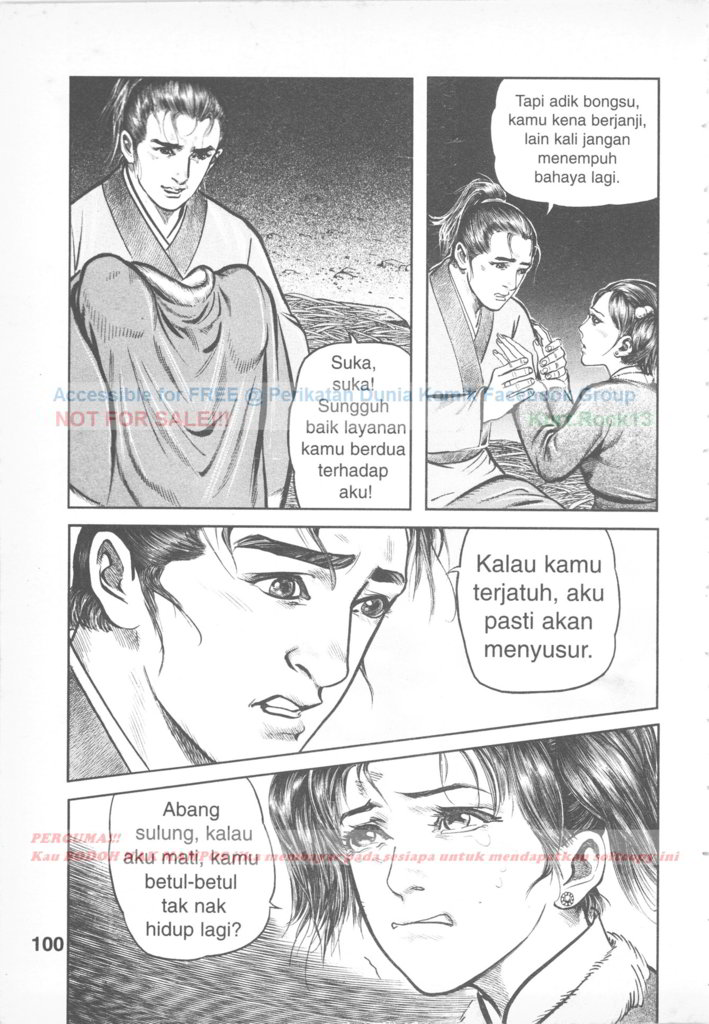 Suka,
suka!
Sungguh
baik layanan
kamu berdua
terhadap
aku!
Tapi adik bongsu,
kamu kena berjanji,
lain kali jangan
menempuh
bahaya lagi.
Accessible for FREE @ Perikatan Dunia Komik Facebook Group
NOT FOR SALE!!!
Kalau kamu
terjatuh, aku
pasti akan
menyusur.
Abang
sulung, kalau
aku mati, kamu
betul-betul
tak nak
hidup lagi?
PERCUMA!!!
Kau BODOH membayar pada sesiapa untuk mendapatkan softcopy ini
100